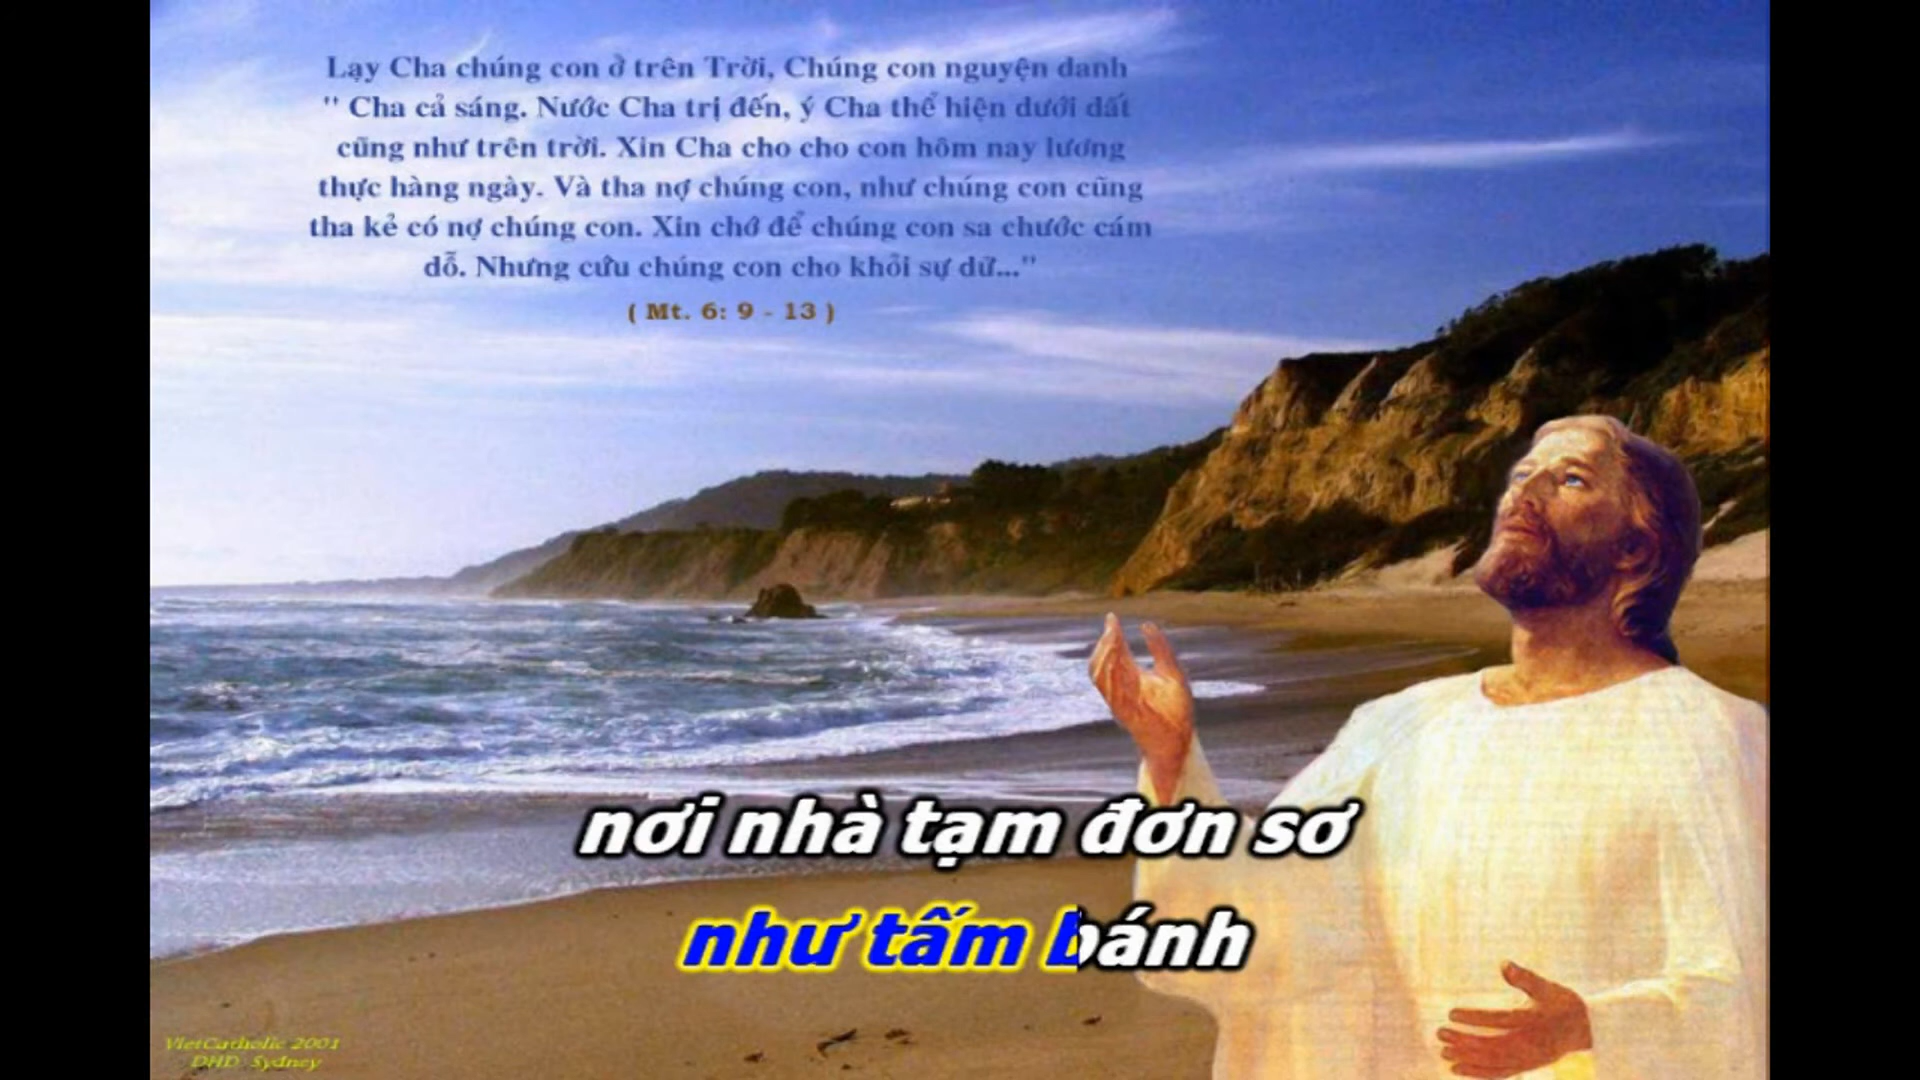 Lạy Cha chúng con ở trên Trời, Chúng con nguyện danh
" Cha cả sáng. Nước Cha trị đến, ý Cha thể hiện dưới đất
cũng như trên trời. Xin Cha cho cho con hôm nay lương
thực hàng ngày. Và tha nợ chúng con, như chúng con cũng
tha kẻ có nợ chúng con. Xin chớ để chúng con sa chước cám
dỗ. Nhưng cứu chúng con cho khỏi sự dữ..."
( Mt. 6: 9 - 13 )
nơi nhà tạm đơn sơ
như tấm bánh
VietCatholic 2001
DHD Sydney